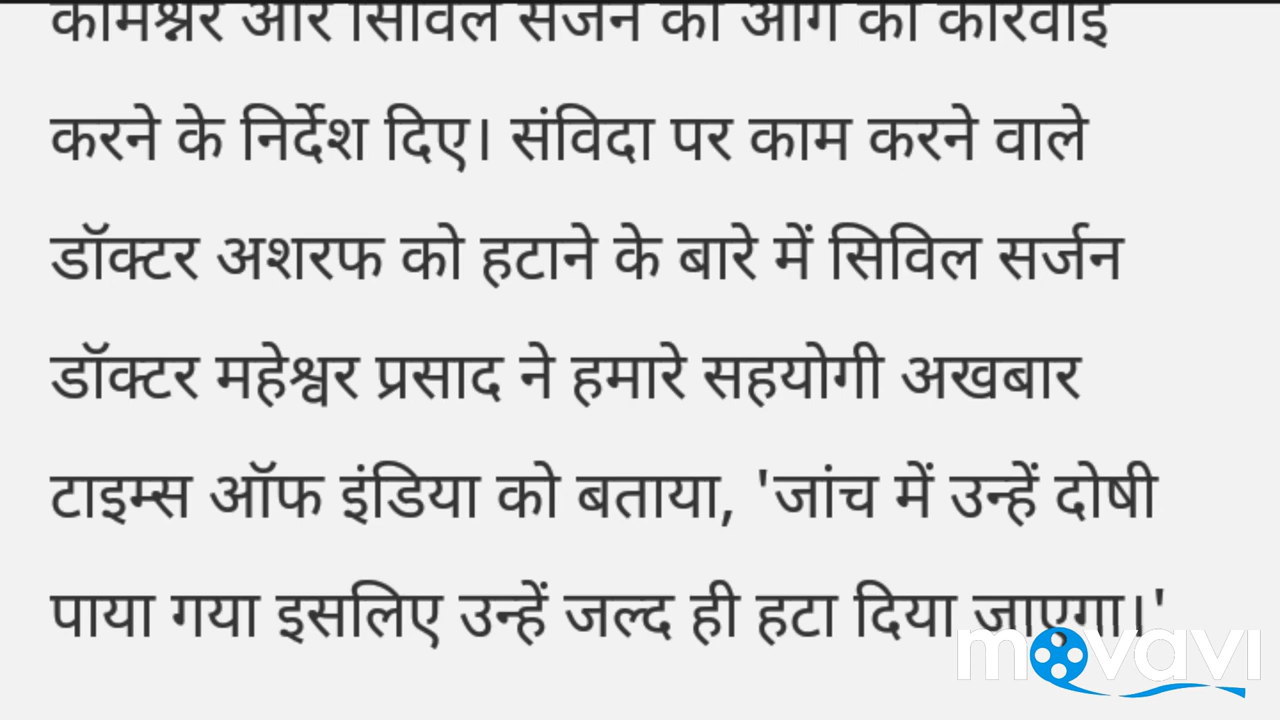 कमिश्नर और सिविल सर्जन को आगे की कार्रवाई
करने के निर्देश दिए। संविदा पर काम करने वाले
डॉक्टर अशरफ को हटाने के बारे में सिविल सर्जन
डॉक्टर महेश्वर प्रसाद ने हमारे सहयोगी अखबार
टाइम्स ऑफ इंडिया को बताया, 'जांच में उन्हें दोषी
पाया गया इसलिए उन्हें जल्द ही हटा दिया जाएगा।'
movavi